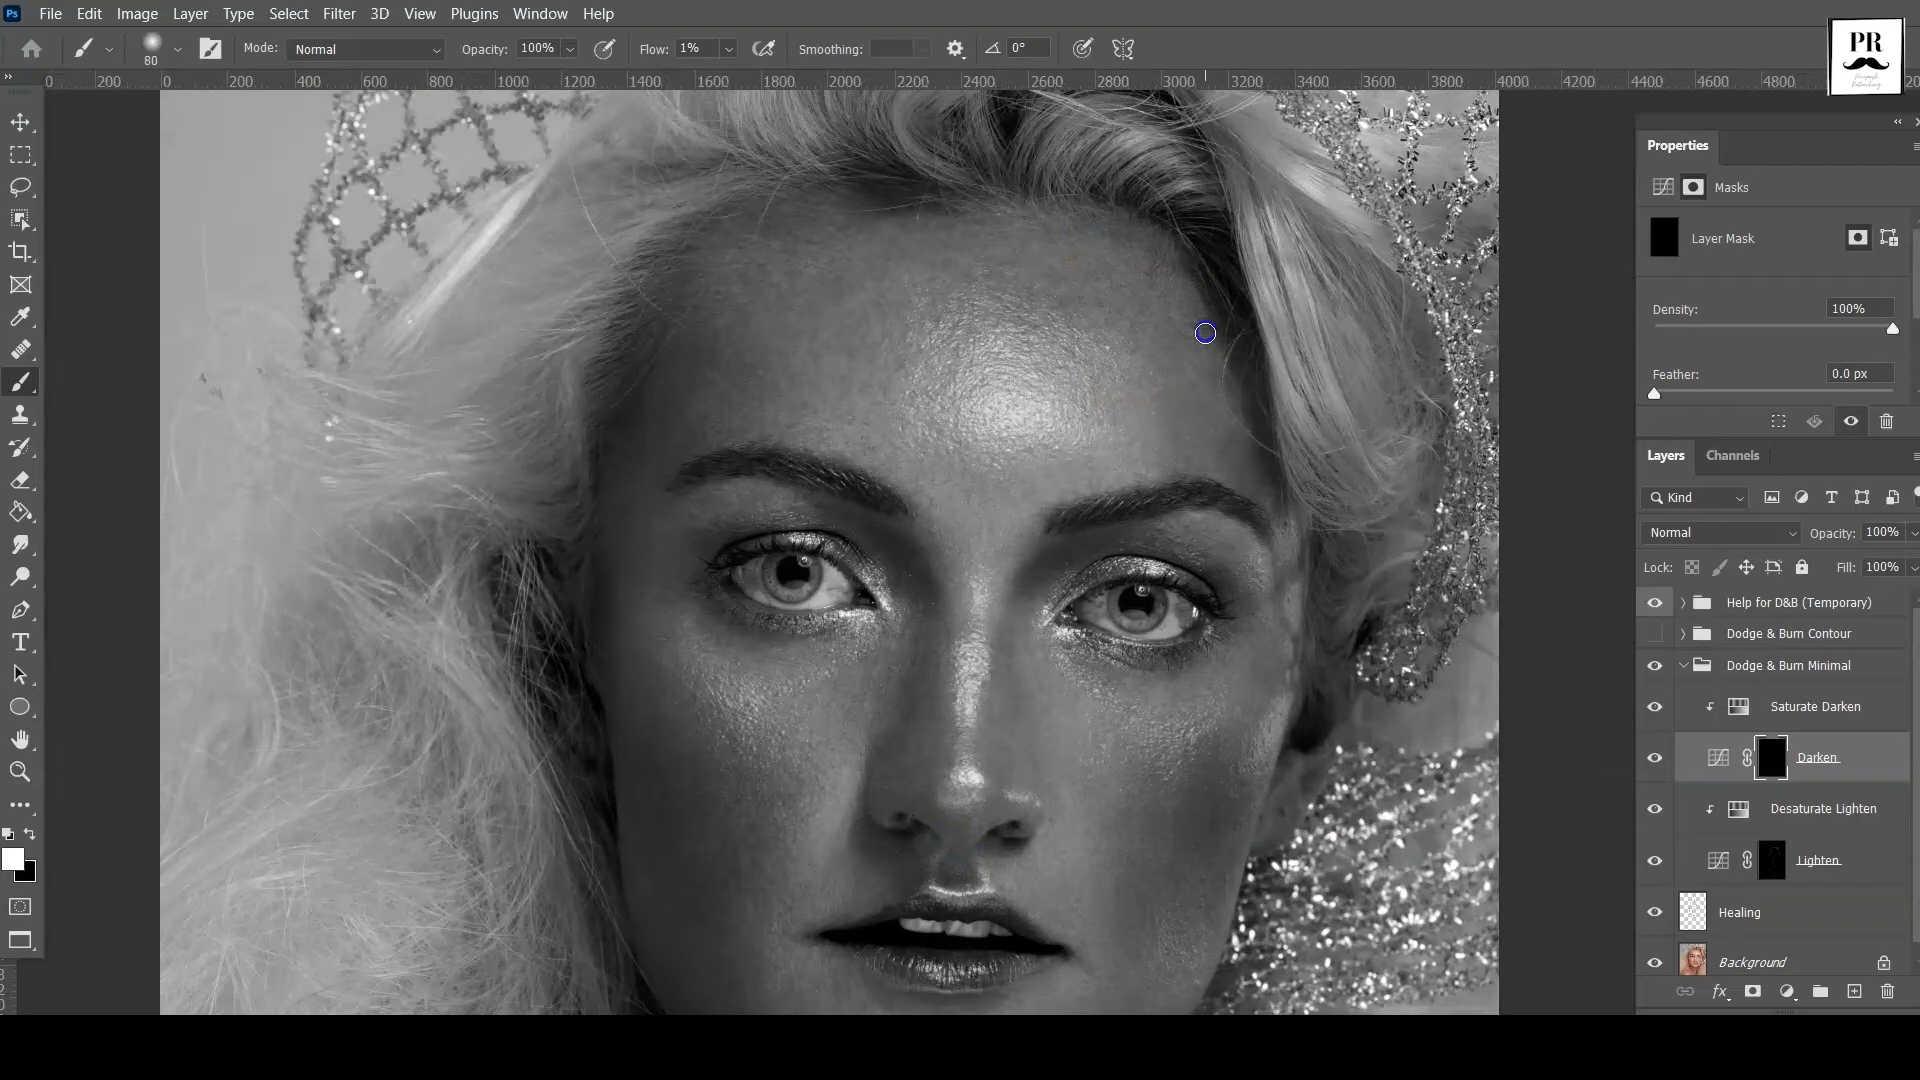 Ps File Edit Image Layer Type Select Filter 3D View Plugins Window Help
80 Mode: Normal Opacity: 100% Flow: 1% Smoothing: 0°
PR
0 200 0 200 400 600 800 1000 1200 1400 1600 1800 2000 2200 2400 2600 2800 3000 3200 3400 3600 3800 4000 4200 4400 4600 4800
Properties
Masks
Layer Mask
Density: 100%
Feather: 0.0 px
Layers Channels
Kind
Normal Opacity: 100%
Lock: Fill: 100%
Help for D&B (Temporary)
Dodge & Burn Contour
Dodge & Burn Minimal
Saturate Darken
Darken
Desaturate Lighten
Lighten
Healing
Background
fx